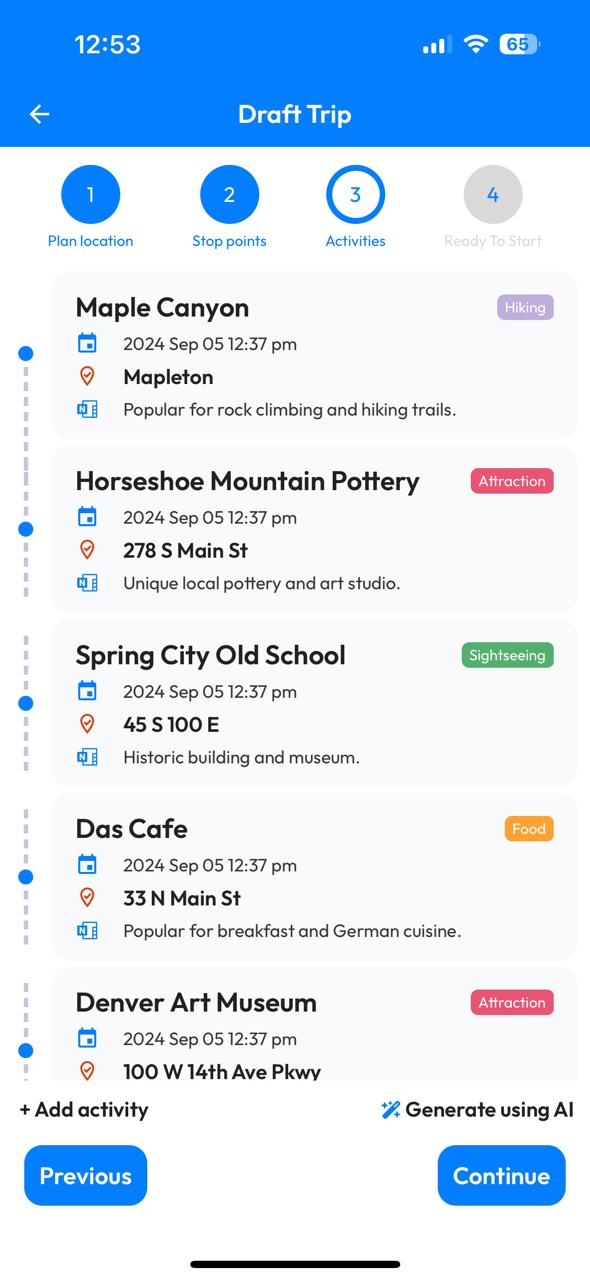 12:53
65
Draft Trip
1
2
3
4
Plan location
Stop points
Activities
Ready To Start
Maple Canyon
Hiking
2024 Sep 05 12:37 pm
Mapleton
Popular for rock climbing and hiking trails.
Horseshoe Mountain Pottery
Attraction
2024 Sep 05 12:37 pm
278 S Main St
Unique local pottery and art studio.
Spring City Old School
Sightseeing
2024 Sep 05 12:37 pm
45 S 100 E
Historic building and museum.
Das Cafe
Food
2024 Sep 05 12:37 pm
33 N Main St
Popular for breakfast and German cuisine.
Denver Art Museum
Attraction
2024 Sep 05 12:37 pm
100 W 14th Ave Pkwy
+ Add activity
Generate using AI
Previous
Continue